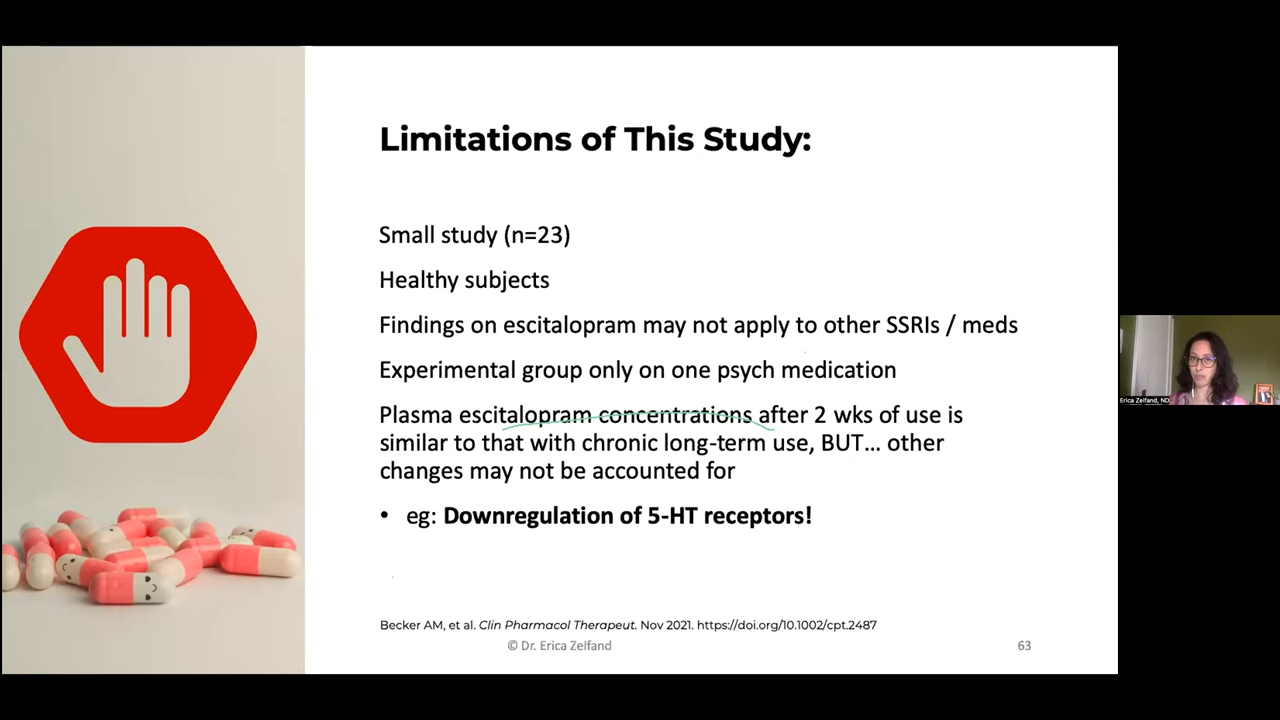 Limitations of This Study:
Small study (n=23)
Healthy subjects
Findings on escitalopram may not apply to other SSRIs / meds
Experimental group only on one psych medication
Plasma escitalopram concentrations after 2 wks of use is
similar to that with chronic long-term use, BUT... other
changes may not be accounted for
• eg: Downregulation of 5-HT receptors!
Becker AM, et al. Clin Pharmacol Therapeut. Nov 2021. https://doi.org/10.1002/cpt.2487
© Dr. Erica Zelfand
63
Erica Zelfand, ND